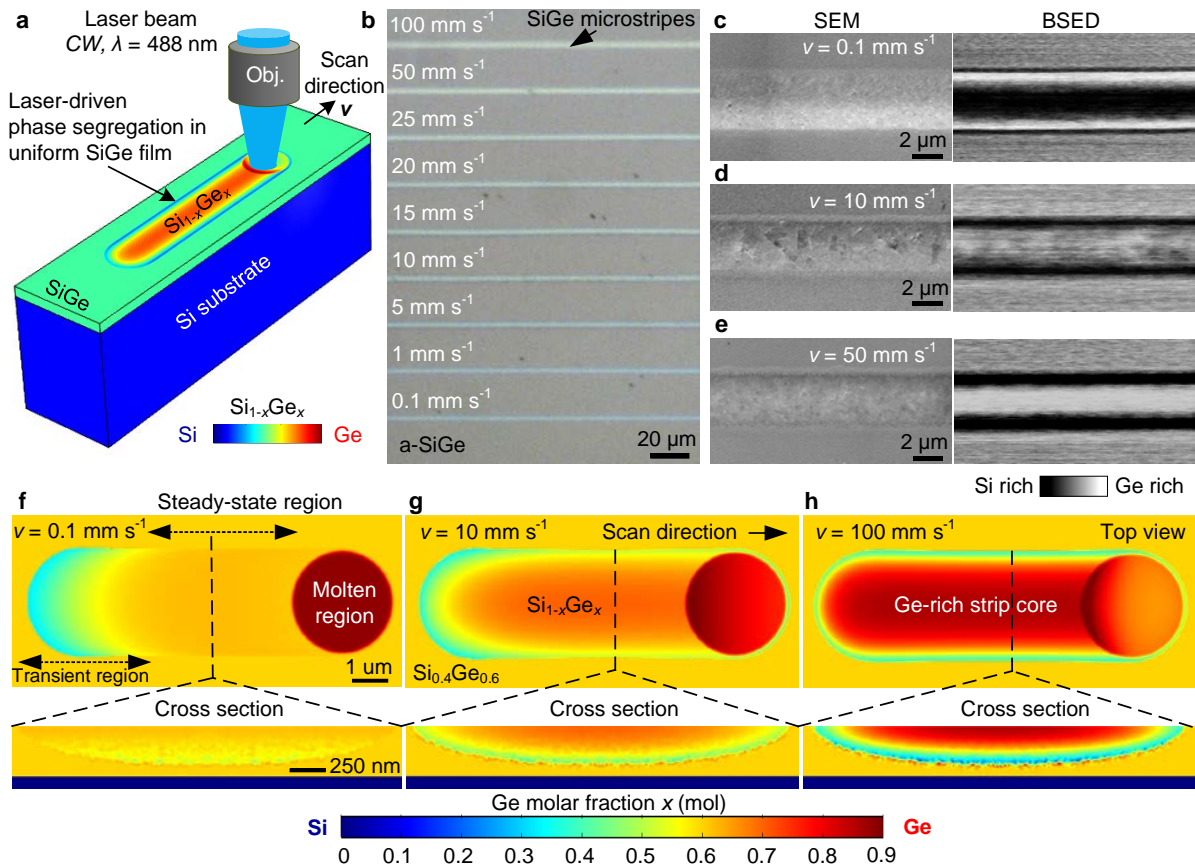 a
Laser beam
CW, λ = 488 nm
Obj.
Scan
direction
v
Laser-driven
phase segregation in
uniform SiGe film
Si₁₋ₓGeₓ
SiGe
Si substrate
Si₁₋ₓGeₓ
Si
Ge
b
100 mm s⁻¹
SiGe microstripes
50 mm s⁻¹
25 mm s⁻¹
20 mm s⁻¹
15 mm s⁻¹
10 mm s⁻¹
5 mm s⁻¹
1 mm s⁻¹
0.1 mm s⁻¹
a-SiGe
20 µm
c
SEM
BSED
v = 0.1 mm s⁻¹
2 µm
d
v = 10 mm s⁻¹
2 µm
e
v = 50 mm s⁻¹
2 µm
Si rich
Ge rich
f
Steady-state region
v = 0.1 mm s⁻¹
Molten
region
Transient region
1 um
Cross section
250 nm
g
v = 10 mm s⁻¹
Scan direction
Si₁₋ₓGeₓ
Si₀.₄Ge₀.₆
Cross section
h
v = 100 mm s⁻¹
Top view
Ge-rich strip core
Cross section
Ge molar fraction x (mol)
Si
Ge
0 0.1 0.2 0.3 0.4 0.5 0.6 0.7 0.8 0.9